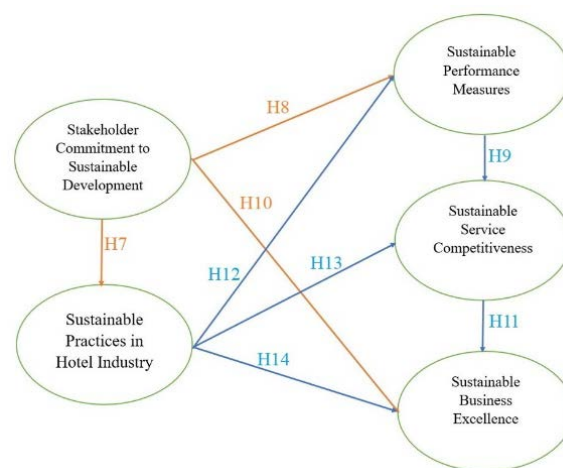 Sustainable
Performance
Measures
H8
Stakeholder
Commitment to
Sustainable
Development
H9
H10
Sustainable
Service
Competitiveness
H7
H12
H13
Sustainable
Practices in
Hotel Industry
H11
H14
Sustainable
Business
Excellence